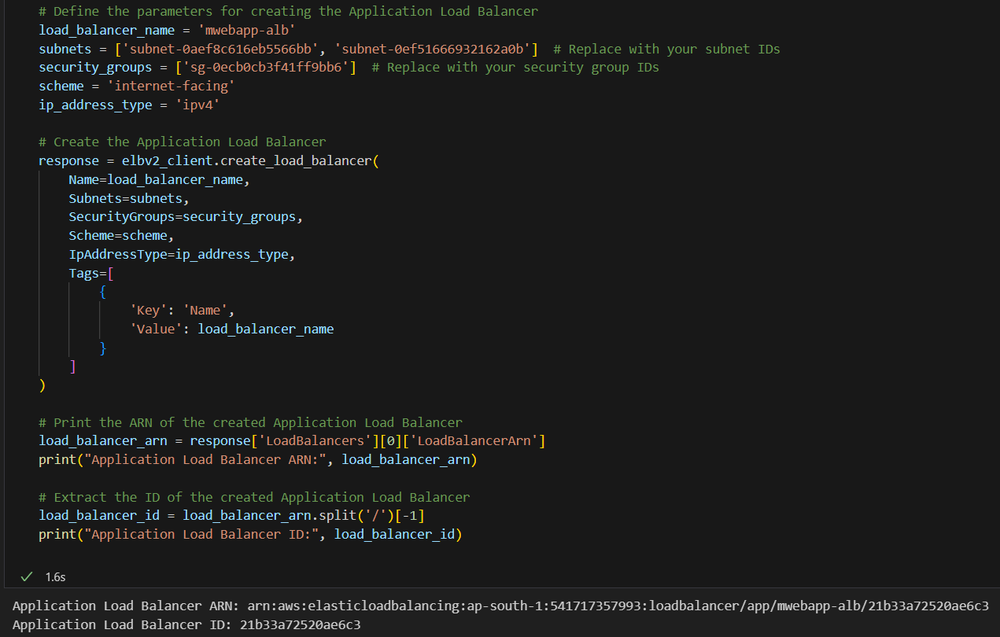 # Define the parameters for creating the Application Load Balancer
load_balancer_name = 'mwebapp-alb'
subnets = ['subnet-0aef8c616eb5566bb', 'subnet-0ef51666932162a0b']  # Replace with your subnet IDs
security_groups = ['sg-0ecb0cb3f41ff9bb6']  # Replace with your security group IDs
scheme = 'internet-facing'
ip_address_type = 'ipv4'

# Create the Application Load Balancer
response = elbv2_client.create_load_balancer(
    Name=load_balancer_name,
    Subnets=subnets,
    SecurityGroups=security_groups,
    Scheme=scheme,
    IpAddressType=ip_address_type,
    Tags=[
        {
            'Key': 'Name',
            'Value': load_balancer_name
        }
    ]
)

# Print the ARN of the created Application Load Balancer
load_balancer_arn = response['LoadBalancers'][0]['LoadBalancerArn']
print("Application Load Balancer ARN:", load_balancer_arn)

# Extract the ID of the created Application Load Balancer
load_balancer_id = load_balancer_arn.split('/')[-1]
print("Application Load Balancer ID:", load_balancer_id)
1.6s
Application Load Balancer ARN: arn:aws:elasticloadbalancing:ap-south-1:541717357993:loadbalancer/app/mwebapp-alb/21b33a72520ae6c3
Application Load Balancer ID: 21b33a72520ae6c3